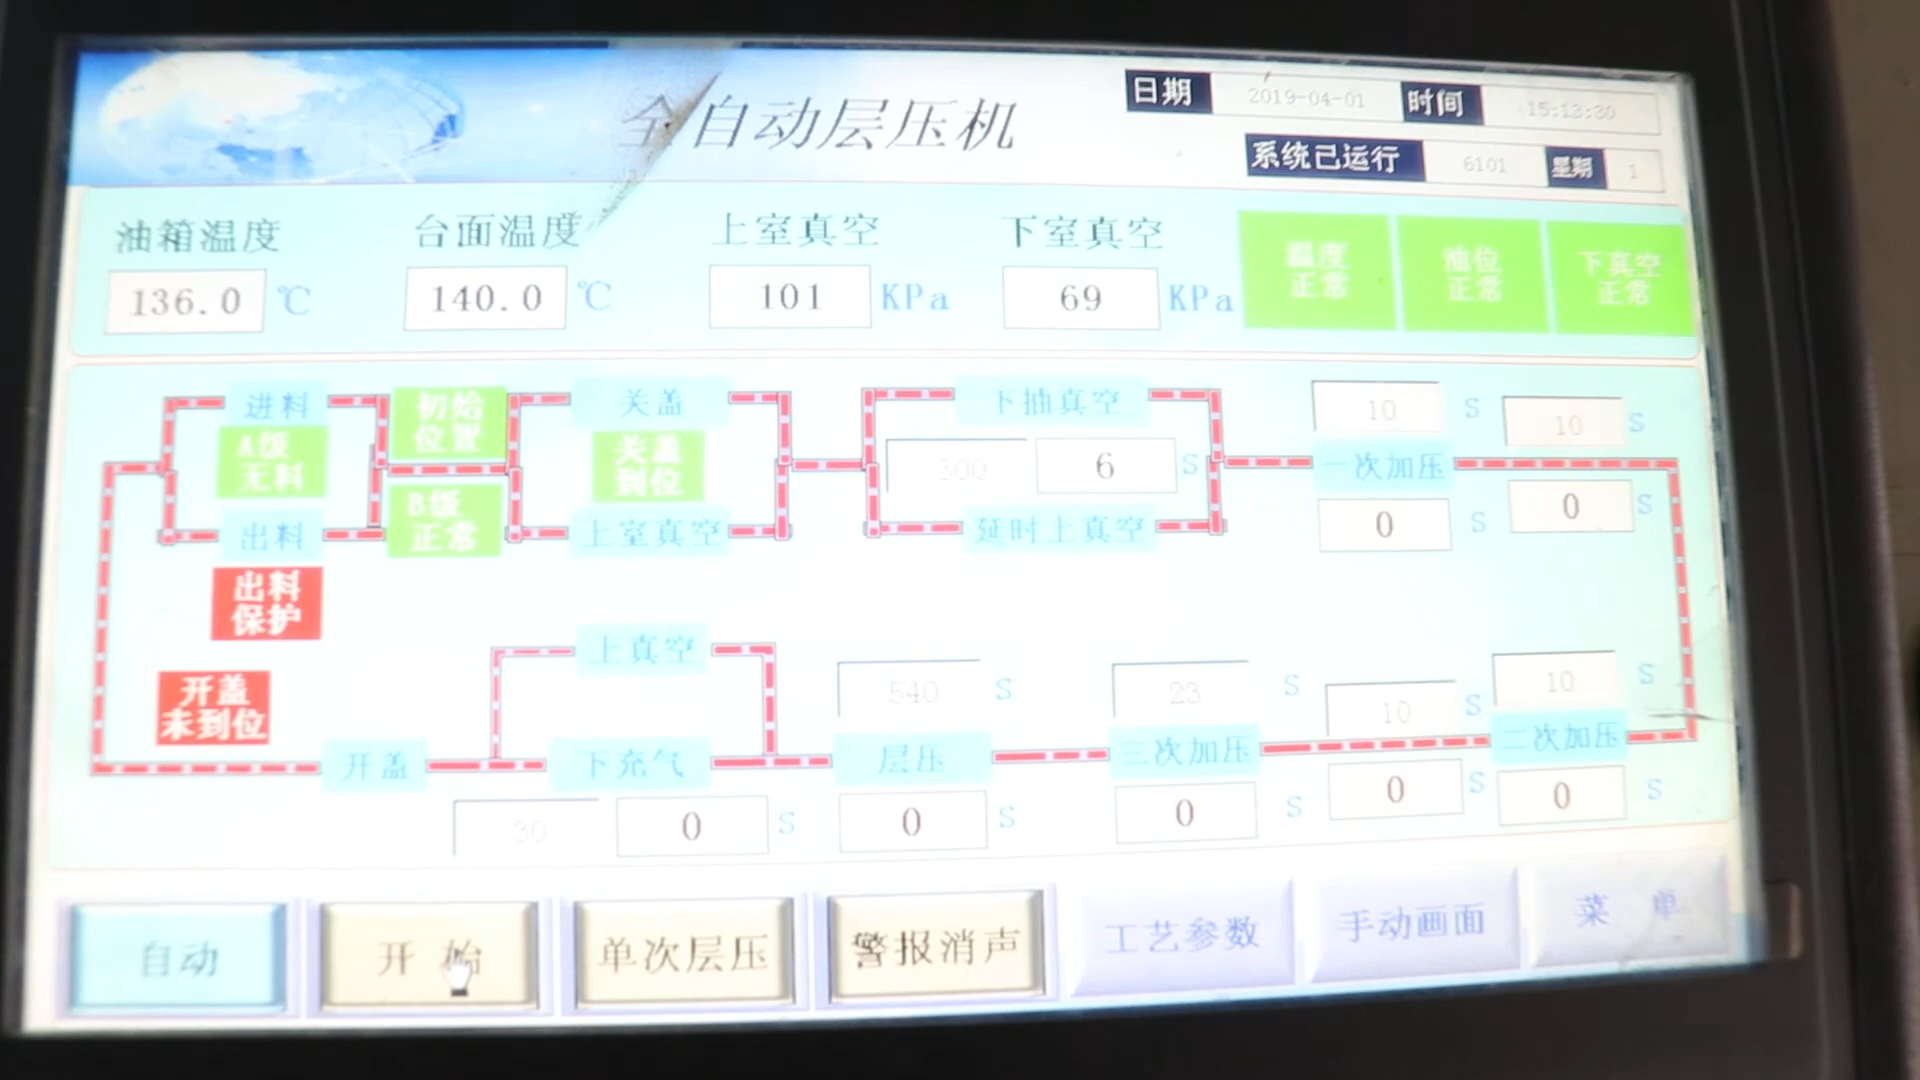 全自动层压机
日期 2019-04-01 时间 15:13:30
系统已运行 6101 星期 1
油箱温度 台面温度 上室真空 下室真空
136.0 ℃ 140.0 ℃ 101 KPa 69 KPa
温度 油位 下真空
正常 正常 正常
进料 初始 关盖 下抽真空 10 S 10 S
位置
A级 关盖 300 6 S 一次加压
无料 到位
B级 0 S 0 S
出料 正常 上室真空 延时上真空
出料
保护
上真空 540 S 23 S 10 S 10 S
开盖
未到位
开盖 下充气 层压 三次加压 二次加压
30 0 S 0 S 0 S 0 S 0 S
自动 开始 单次层压 警报消声 工艺参数 手动画面 菜单